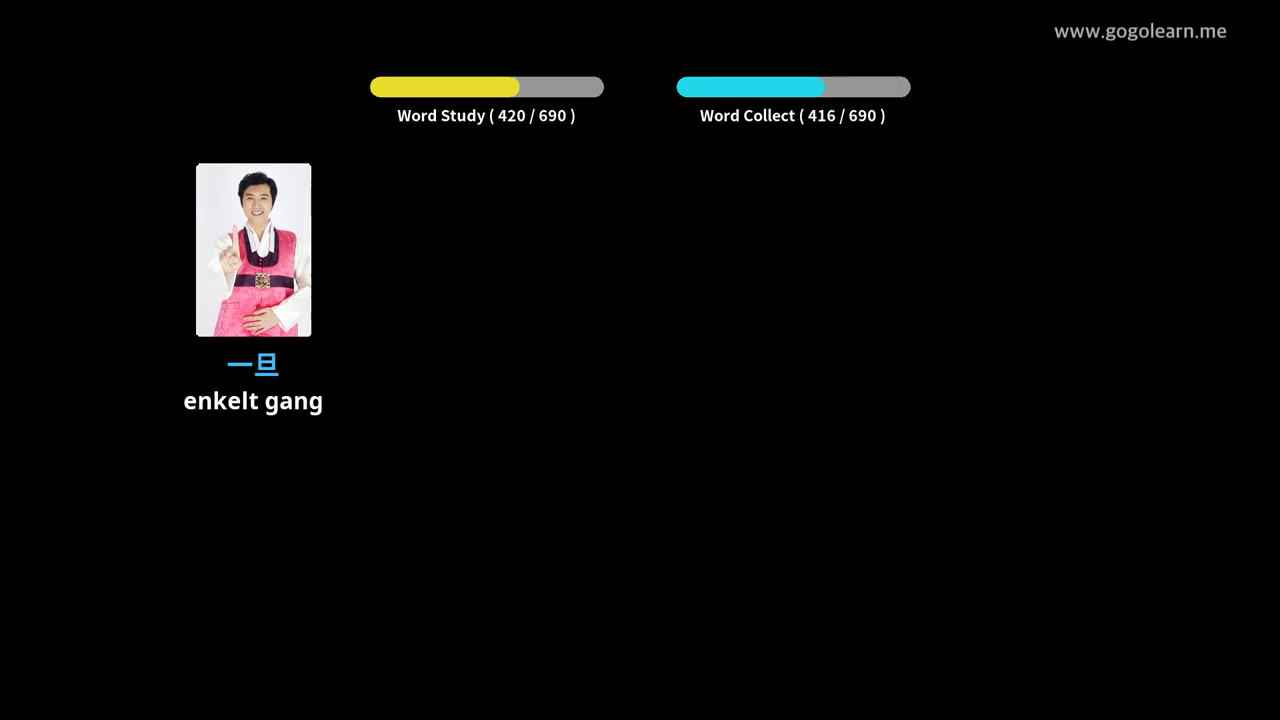 www.gogolearn.me
Word Study ( 420 / 690 )
Word Collect ( 416 / 690 )
一旦
enkelt gang